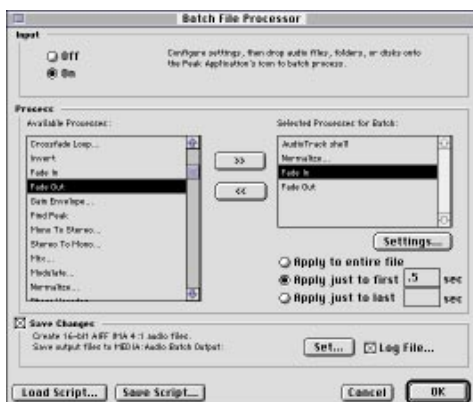 Batch File Processor
Input
Off
On
Configure settings, then drop audio files, folders, or disks onto
the Peak Application's icon to batch process.
Process
Available Processes:
Crossfade Loop...
Invert
Fade In
Fade Out
Gain Envelope...
Find Peak
Mono To Stereo...
Stereo To Mono...
Mix...
Modulate...
Normalize...
>>
<<
Selected Processes for Batch:
AudioTrack shell
Normalize...
Fade In
Fade Out
Settings...
Apply to entire file
Apply just to first .5 sec
Apply just to last sec
Save Changes
Create 16-bit AIFF IMA 4:1 audio files.
Save output files to MEDIA:Audio Batch Output:
Set...
Log File...
Load Script...
Save Script...
Cancel
OK